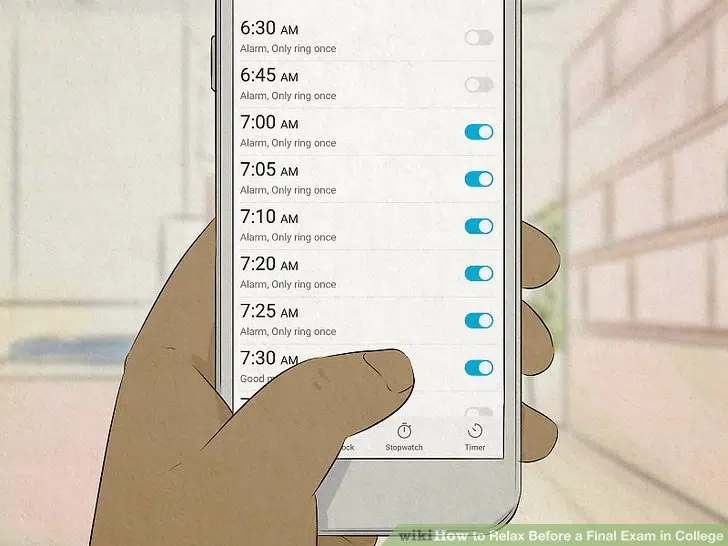 6:30 AM
Alarm, Only ring once
6:45 AM
Alarm, Only ring once
7:00 AM
Alarm, Only ring once
7:05 AM
Alarm, Only ring once
7:10 AM
Alarm, Only ring once
7:20 AM
Alarm, Only ring once
7:25 AM
Alarm, Only ring once
7:30 AM
Good
Stopwatch
Timer
wikiHow to Relax Before a Final Exam in College